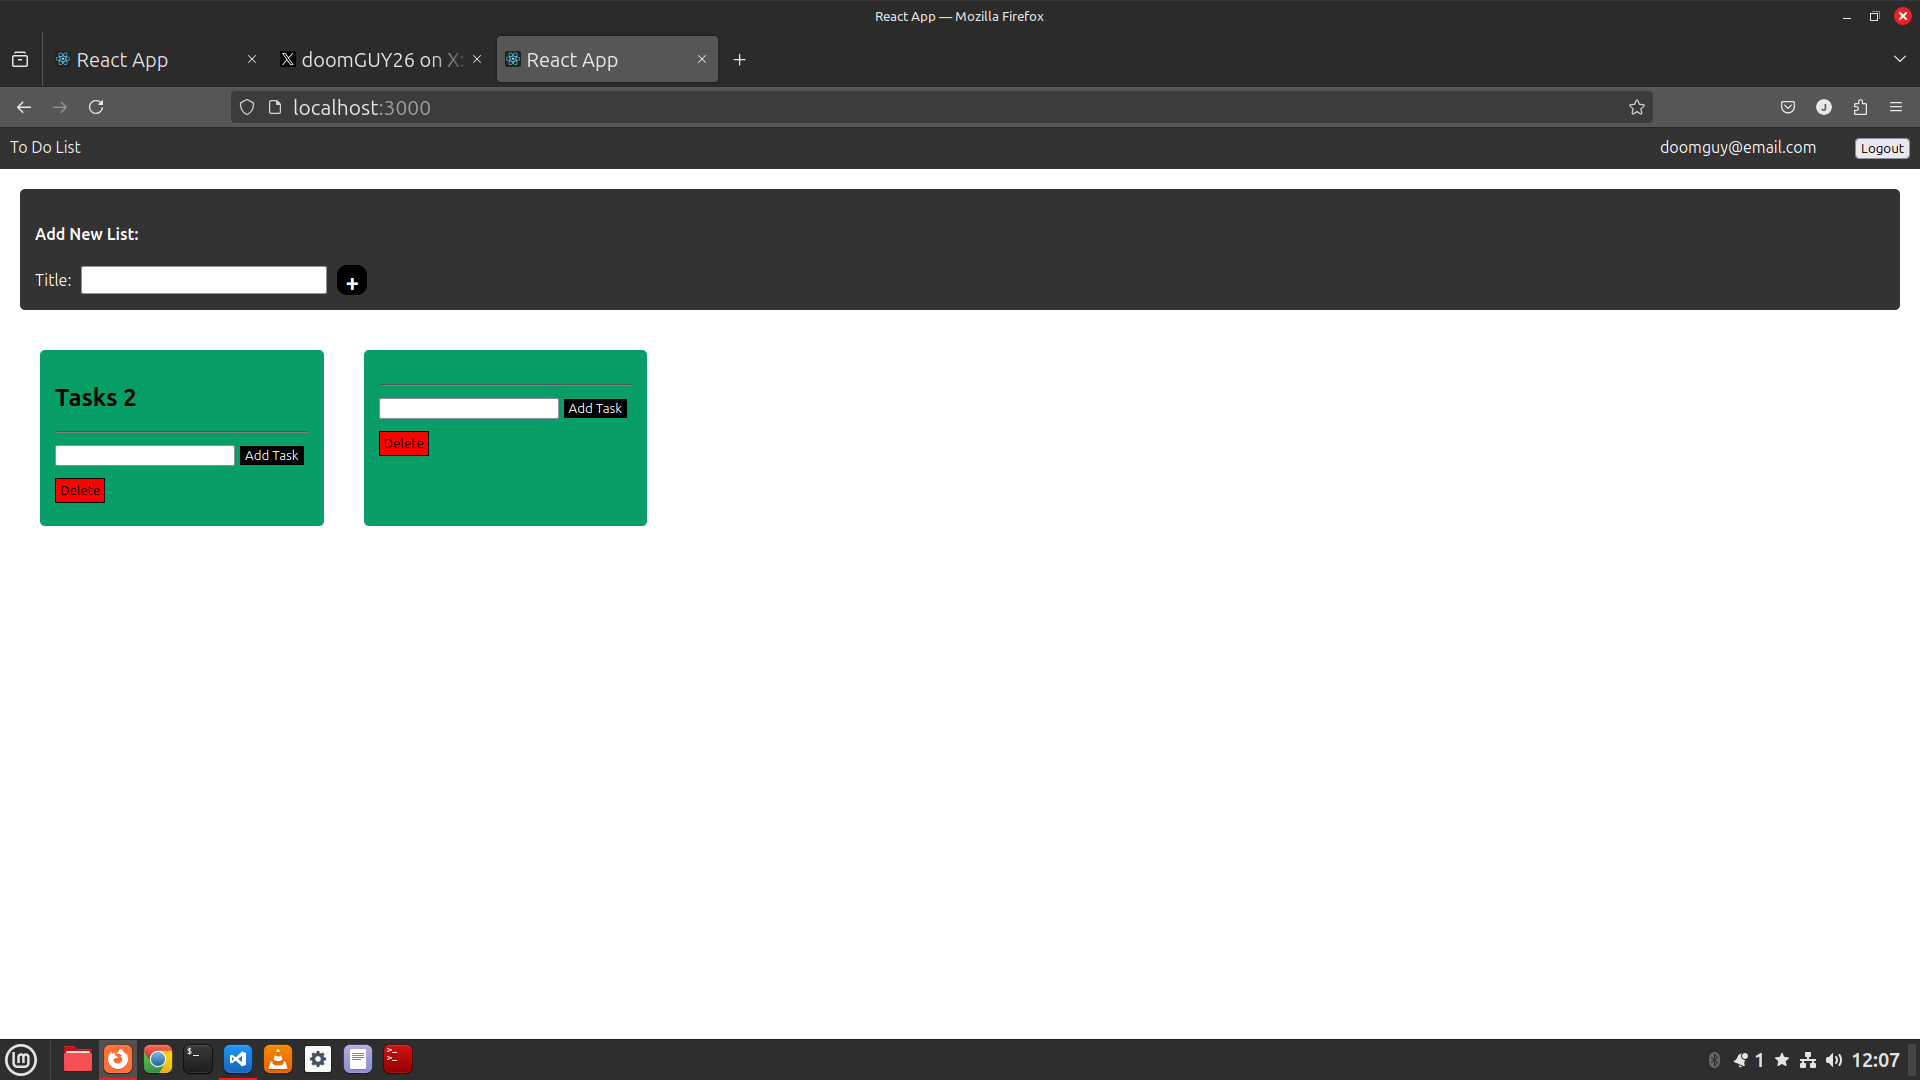 React App — Mozilla Firefox
React App
doomGUY26 on X:
React App
localhost:3000
To Do List
doomguy@email.com
Logout
Add New List:
Title:
+
Tasks 2
Add Task
Delete
Add Task
Delete
1
12:07